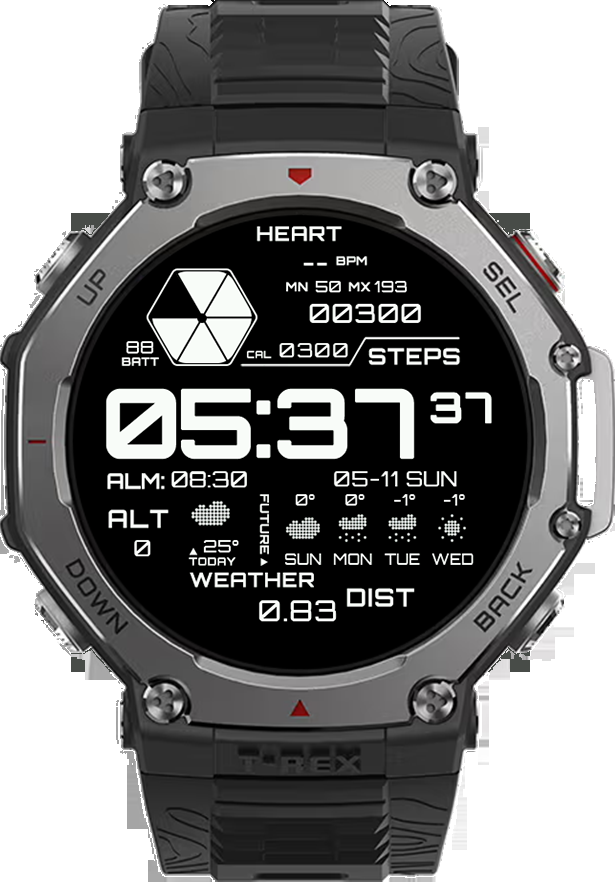 HEART
-- BPM
UP
SEL
MN 50 MX 193
00300
88
BATT
CAL 0300/STEPS
05:37 37
ALM: 08:30
05-11 SUN
ALT
0
▲ 25°
TODAY
FUTURE ▶
0° 0° -1° -1°
SUN MON TUE WED
WEATHER
0.83 DIST
DOWN
BACK
T-REX